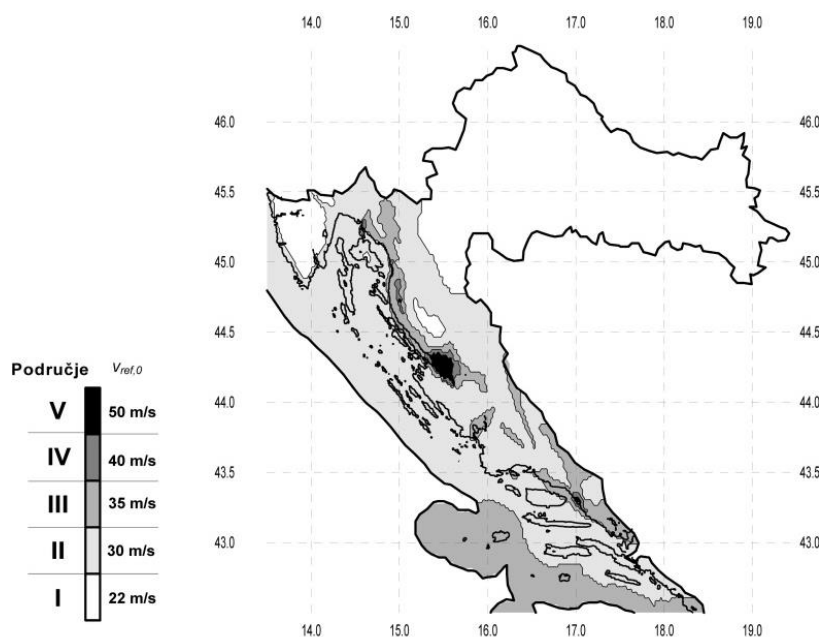 14.0 15.0 16.0 17.0 18.0 19.0
46.0 46.0
45.5 45.5
45.0 45.0
44.5 44.5
Područje Vref,0
V 50 m/s
44.0 44.0
IV 40 m/s
43.5 43.5
III 35 m/s
43.0 43.0
II 30 m/s
I 22 m/s
14.0 15.0 16.0 17.0 18.0 19.0